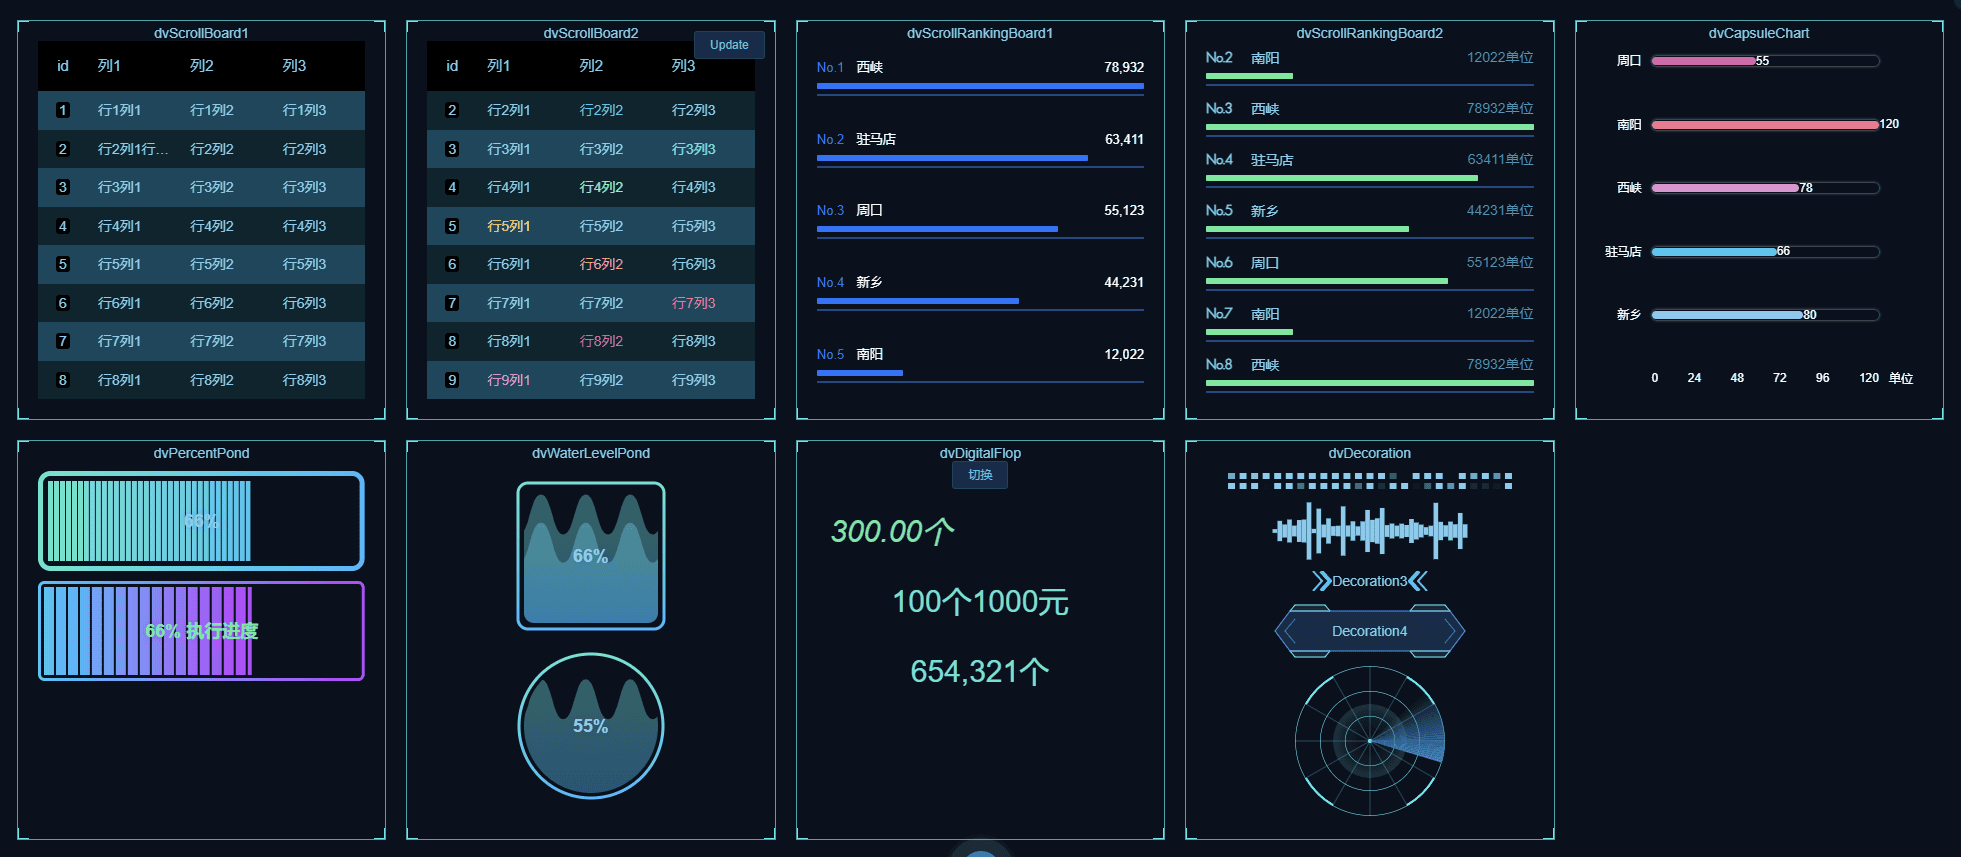 dvScrollBoard1
id 列1 列2 列3
1 行1列1 行1列2 行1列3
2 行2列1行... 行2列2 行2列3
3 行3列1 行3列2 行3列3
4 行4列1 行4列2 行4列3
5 行5列1 行5列2 行5列3
6 行6列1 行6列2 行6列3
7 行7列1 行7列2 行7列3
8 行8列1 行8列2 行8列3
dvScrollBoard2
Update
id 列1 列2 列3
2 行2列1 行2列2 行2列3
3 行3列1 行3列2 行3列3
4 行4列1 行4列2 行4列3
5 行5列1 行5列2 行5列3
6 行6列1 行6列2 行6列3
7 行7列1 行7列2 行7列3
8 行8列1 行8列2 行8列3
9 行9列1 行9列2 行9列3
dvScrollRankingBoard1
No.1 西峡 78,932
No.2 驻马店 63,411
No.3 周口 55,123
No.4 新乡 44,231
No.5 南阳 12,022
dvScrollRankingBoard2
No.2 南阳 12022单位
No.3 西峡 78932单位
No.4 驻马店 63411单位
No.5 新乡 44231单位
No.6 周口 55123单位
No.7 南阳 12022单位
No.8 西峡 78932单位
dvCapsuleChart
周口 55
南阳 120
西峡 78
驻马店 66
新乡 80
0 24 48 72 96 120 单位
dvPercentPond
66%
66% 执行进度
dvWaterLevelPond
66%
55%
dvDigitalFlop
切换
300.00个
100个1000元
654,321个
dvDecoration
Decoration3
Decoration4